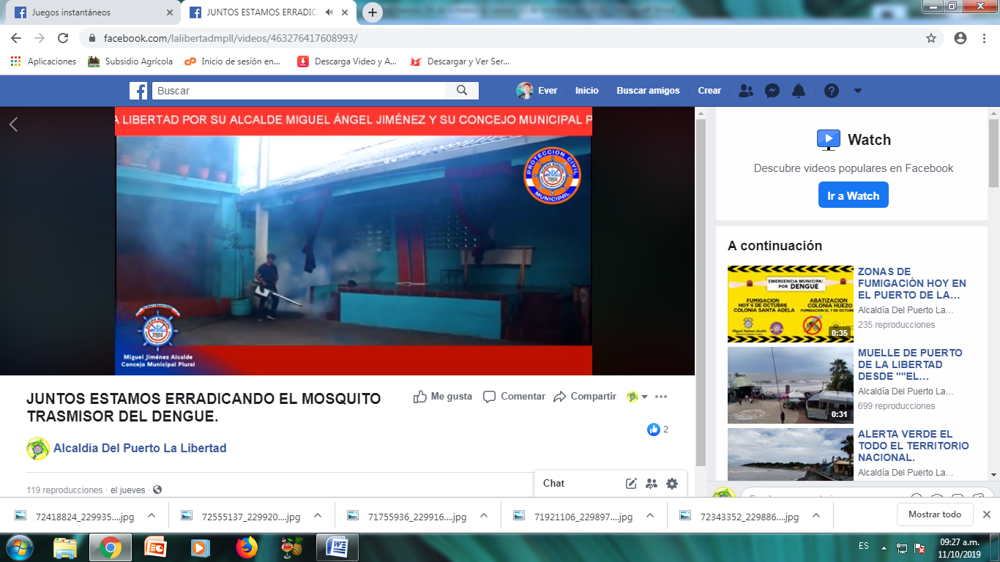 Juegos instantáneos
JUNTOS ESTAMOS ERRADICA
facebook.com/lalibertadmpll/videos/463276417608993/
Aplicaciones
Subsidio Agrícola
Inicio de sesión en...
Descarga Video y A...
Descargar y Ver Ser...
Buscar
Ever
Inicio
Buscar amigos
Crear
A LIBERTAD POR SU ALCALDE MIGUEL ÁNGEL JIMÉNEZ Y SU CONCEJO MUNICIPAL P
PROTECCION CIVIL
MUNICIPAL
Miguel Jiménez Alcalde
Concejo Municipal Plural
JUNTOS ESTAMOS ERRADICANDO EL MOSQUITO
TRASMISOR DEL DENGUE.
Me gusta
Comentar
Compartir
2
Alcaldía Del Puerto La Libertad
119 reproducciones · el jueves ·
Chat
Watch
Descubre videos populares en Facebook
Ir a Watch
A continuación
EMERGENCIA MUNICIPAL
POR DENGUE
FUMIGACION
HOY 4 DE OCTUBRE
COLONIA SANTA ADELA
ABATIZACION
COLONIA HUEZO
FUMIGACION EL 7 DE OCTUBRE
Miguel Jiménez Alcalde
0:35
ZONAS DE
FUMIGACIÓN HOY EN
EL PUERTO DE LA...
Alcaldía Del Puerto La...
235 reproducciones
0:31
MUELLE DE PUERTO
DE LA LIBERTAD
DESDE ""EL...
Alcaldía Del Puerto La...
699 reproducciones
ALERTA VERDE EL
TODO EL TERRITORIO
NACIONAL.
Alcaldía Del Puerto La...
72418824_229935....jpg
72555137_229920....jpg
71755936_229916....jpg
71921106_229897....jpg
72343352_229886....jpg
Mostrar todo
ES
09:27 a.m.
11/10/2019